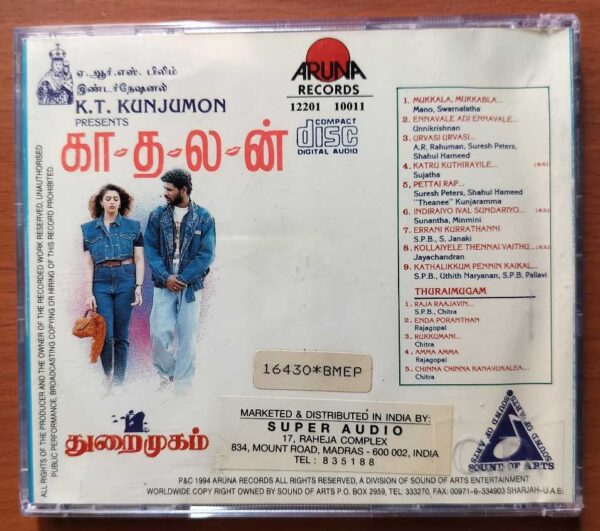 ஏ.ஆர்.எஸ். பிலிம்
இண்டர்நேஷனல்
K.T. KUNJUMON
PRESENTS
கா-த-ல-ன்
ARUNA
RECORDS
12201 10011
COMPACT
disc
DIGITAL AUDIO
1. MUKKALA, MUKKABLA...
Mano, Swarnalatha
2. ENNAVALE ADI ENNAVALE...
Unnikrishnan
3. URVASI URVASI...
A.R. Rahuman, Suresh Peters,
Shahul Hameed
4. KATRU KUTHIRAYILE...
Sujatha
5. PETTAI RAP...
Suresh Peters, Shahul Hameed
"Theanee" Kunjaramma
6. INDIRAIYO IVAL SUNDARIYO...
Sunantha, Minmini
7. ERRANI KURRATHANNI
S.P.B., S. Janaki
8. KOLLAIYELE THENNAI VAITHU...
Jayachandran
9. KATHALIKKUM PENNIN KAIKAL...
S.P.B., Uthith Naryanan, S.P.B. Pallavi
THURAIMUGAM
1. RAJA RAAJAVIN...
S.P.B., Chitra
2. ENDA PORANTHAN
Rajagopal
3. RUKKUMANI...
Chitra
4. AMMA AMMA
Rajagopal
5. CHINNA CHINNA KANAVUKALEA...
Chitra
ALL RIGHTS OF THE PRODUCER AND THE OWNER OF THE RECORDED WORK RESERVED. UNAUTHORISED
PUBLIC PERFORMANCE, BROADCASTING COPYING OR HIRING OF THIS RECORD PROHIBITED
16430*BMEP
துறைமுகம்
MARKETED & DISTRIBUTED IN INDIA BY:
SUPER AUDIO
17, RAHEJA COMPLEX
834, MOUNT ROAD, MADRAS - 600 002, INDIA
TEL: 835188
SOUND OF ARTS
SOUND OF ARTS
SOUND OF ARTS
P&C 1994 ARUNA RECORDS ALL RIGHTS RESERVED, A DIVISION OF SOUND OF ARTS ENTERTAINMENT
WORLDWIDE COPY RIGHT OWNED BY SOUND OF ARTS P.O. BOX 2959, TEL: 333270, FAX: 00971-6-334903 SHARJAH-U.A.E.